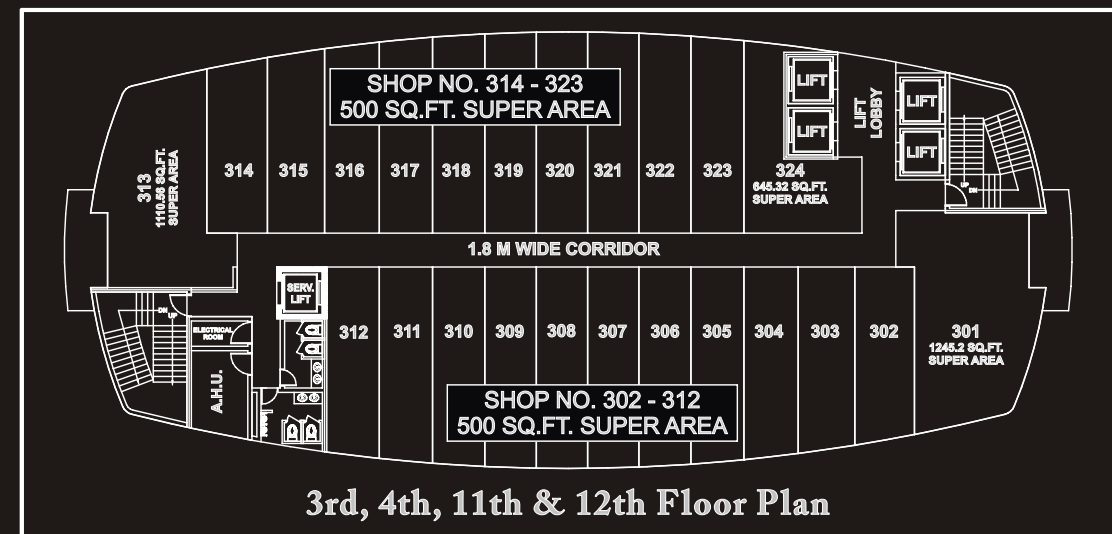 SHOP NO. 314 - 323
500 SQ.FT. SUPER AREA
LIFT
LIFT
LIFT
LOBBY
LIFT
LIFT
313
1110.56 SQ.FT.
SUPER AREA
314
315
316
317
318
319
320
321
322
323
324
645.32 SQ.FT.
SUPER AREA
UP
DN
1.8 M WIDE CORRIDOR
SERV.
LIFT
DN
UP
ELECTRICAL
ROOM
A.H.U.
312
311
310
309
308
307
306
305
304
303
302
301
1245.2 SQ.FT.
SUPER AREA
SHOP NO. 302 - 312
500 SQ.FT. SUPER AREA
3rd, 4th, 11th & 12th Floor Plan